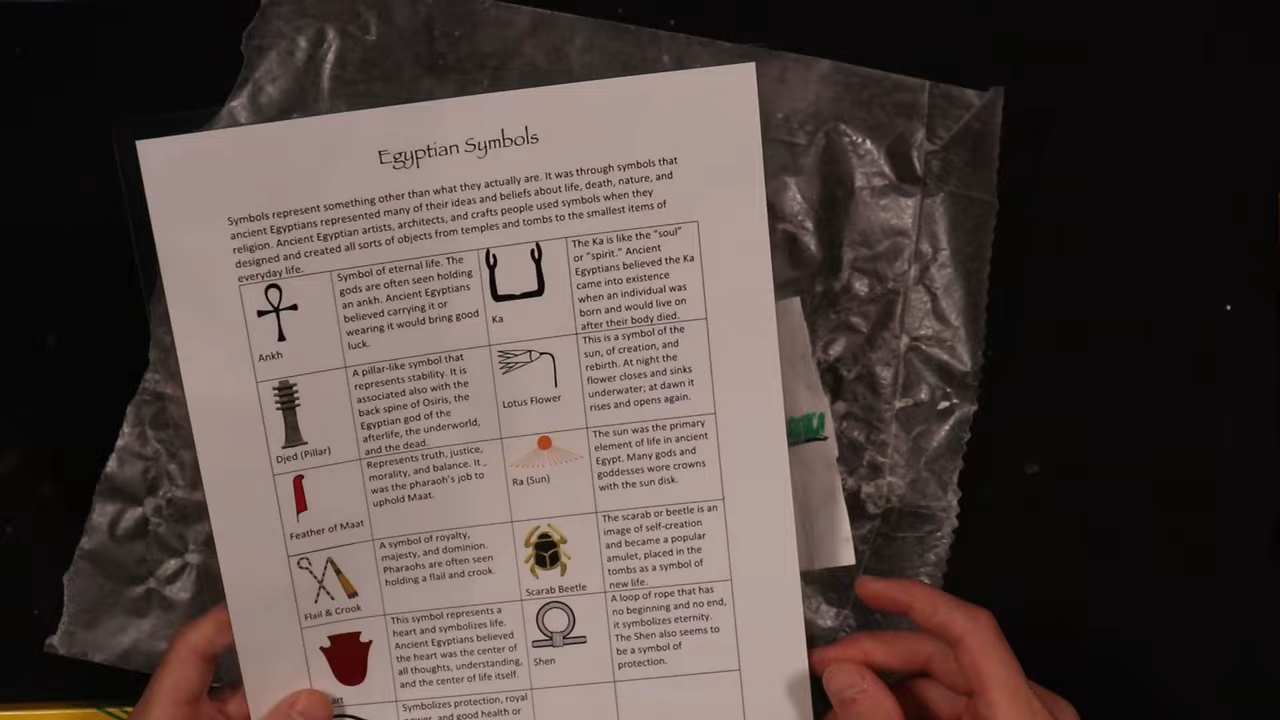 Egyptian Symbols
Symbols represent something other than what they actually are. It was through symbols that
ancient Egyptians represented many of their ideas and beliefs about life, death, nature, and
religion. Ancient Egyptian artists, architects, and crafts people used symbols when they
designed and created all sorts of objects from temples and tombs to the smallest items of
everyday life.
Ankh
Symbol of eternal life. The
gods are often seen holding
an ankh. Ancient Egyptians
believed carrying it or
wearing it would bring good
luck.
Ka
The Ka is like the “soul”
or “spirit.” Ancient
Egyptians believed the Ka
came into existence
when an individual was
born and would live on
after their body died.
Djed (Pillar)
A pillar-like symbol that
represents stability. It is
associated also with the
back spine of Osiris, the
Egyptian god of the
afterlife, the underworld,
and the dead.
Lotus Flower
This is a symbol of the
sun, of creation, and
rebirth. At night the
flower closes and sinks
underwater; at dawn it
rises and opens again.
Feather of Maat
Represents truth, justice,
morality, and balance. It
was the pharaoh's job to
uphold Maat.
Ra (Sun)
The sun was the primary
element of life in ancient
Egypt. Many gods and
goddesses wore crowns
with the sun disk.
Flail & Crook
A symbol of royalty,
majesty, and dominion.
Pharaohs are often seen
holding a flail and crook.
Scarab Beetle
The scarab or beetle is an
image of self-creation
and became a popular
amulet, placed in the
tombs as a symbol of
new life.
art
This symbol represents a
heart and symbolizes life.
Ancient Egyptians believed
the heart was the center of
all thoughts, understanding,
and the center of life itself.
Shen
A loop of rope that has
no beginning and no end,
it symbolizes eternity.
The Shen also seems to
be a symbol of
protection.
Symbolizes protection, royal
power, and good health or